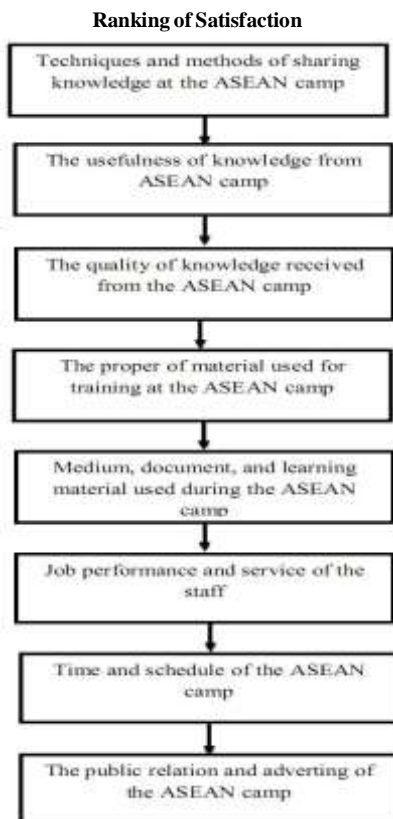 Ranking of Satisfaction
Techniques and methods of sharing
knowledge at the ASEAN camp
The usefulness of knowledge from
ASEAN camp
The quality of knowledge received
from the ASEAN camp
The proper of material used for
training at the ASEAN camp
Medium, document, and learning
material used during the ASEAN
camp
Job performance and service of the
staff
Time and schedule of the ASEAN
camp
The public relation and adverting of
the ASEAN camp